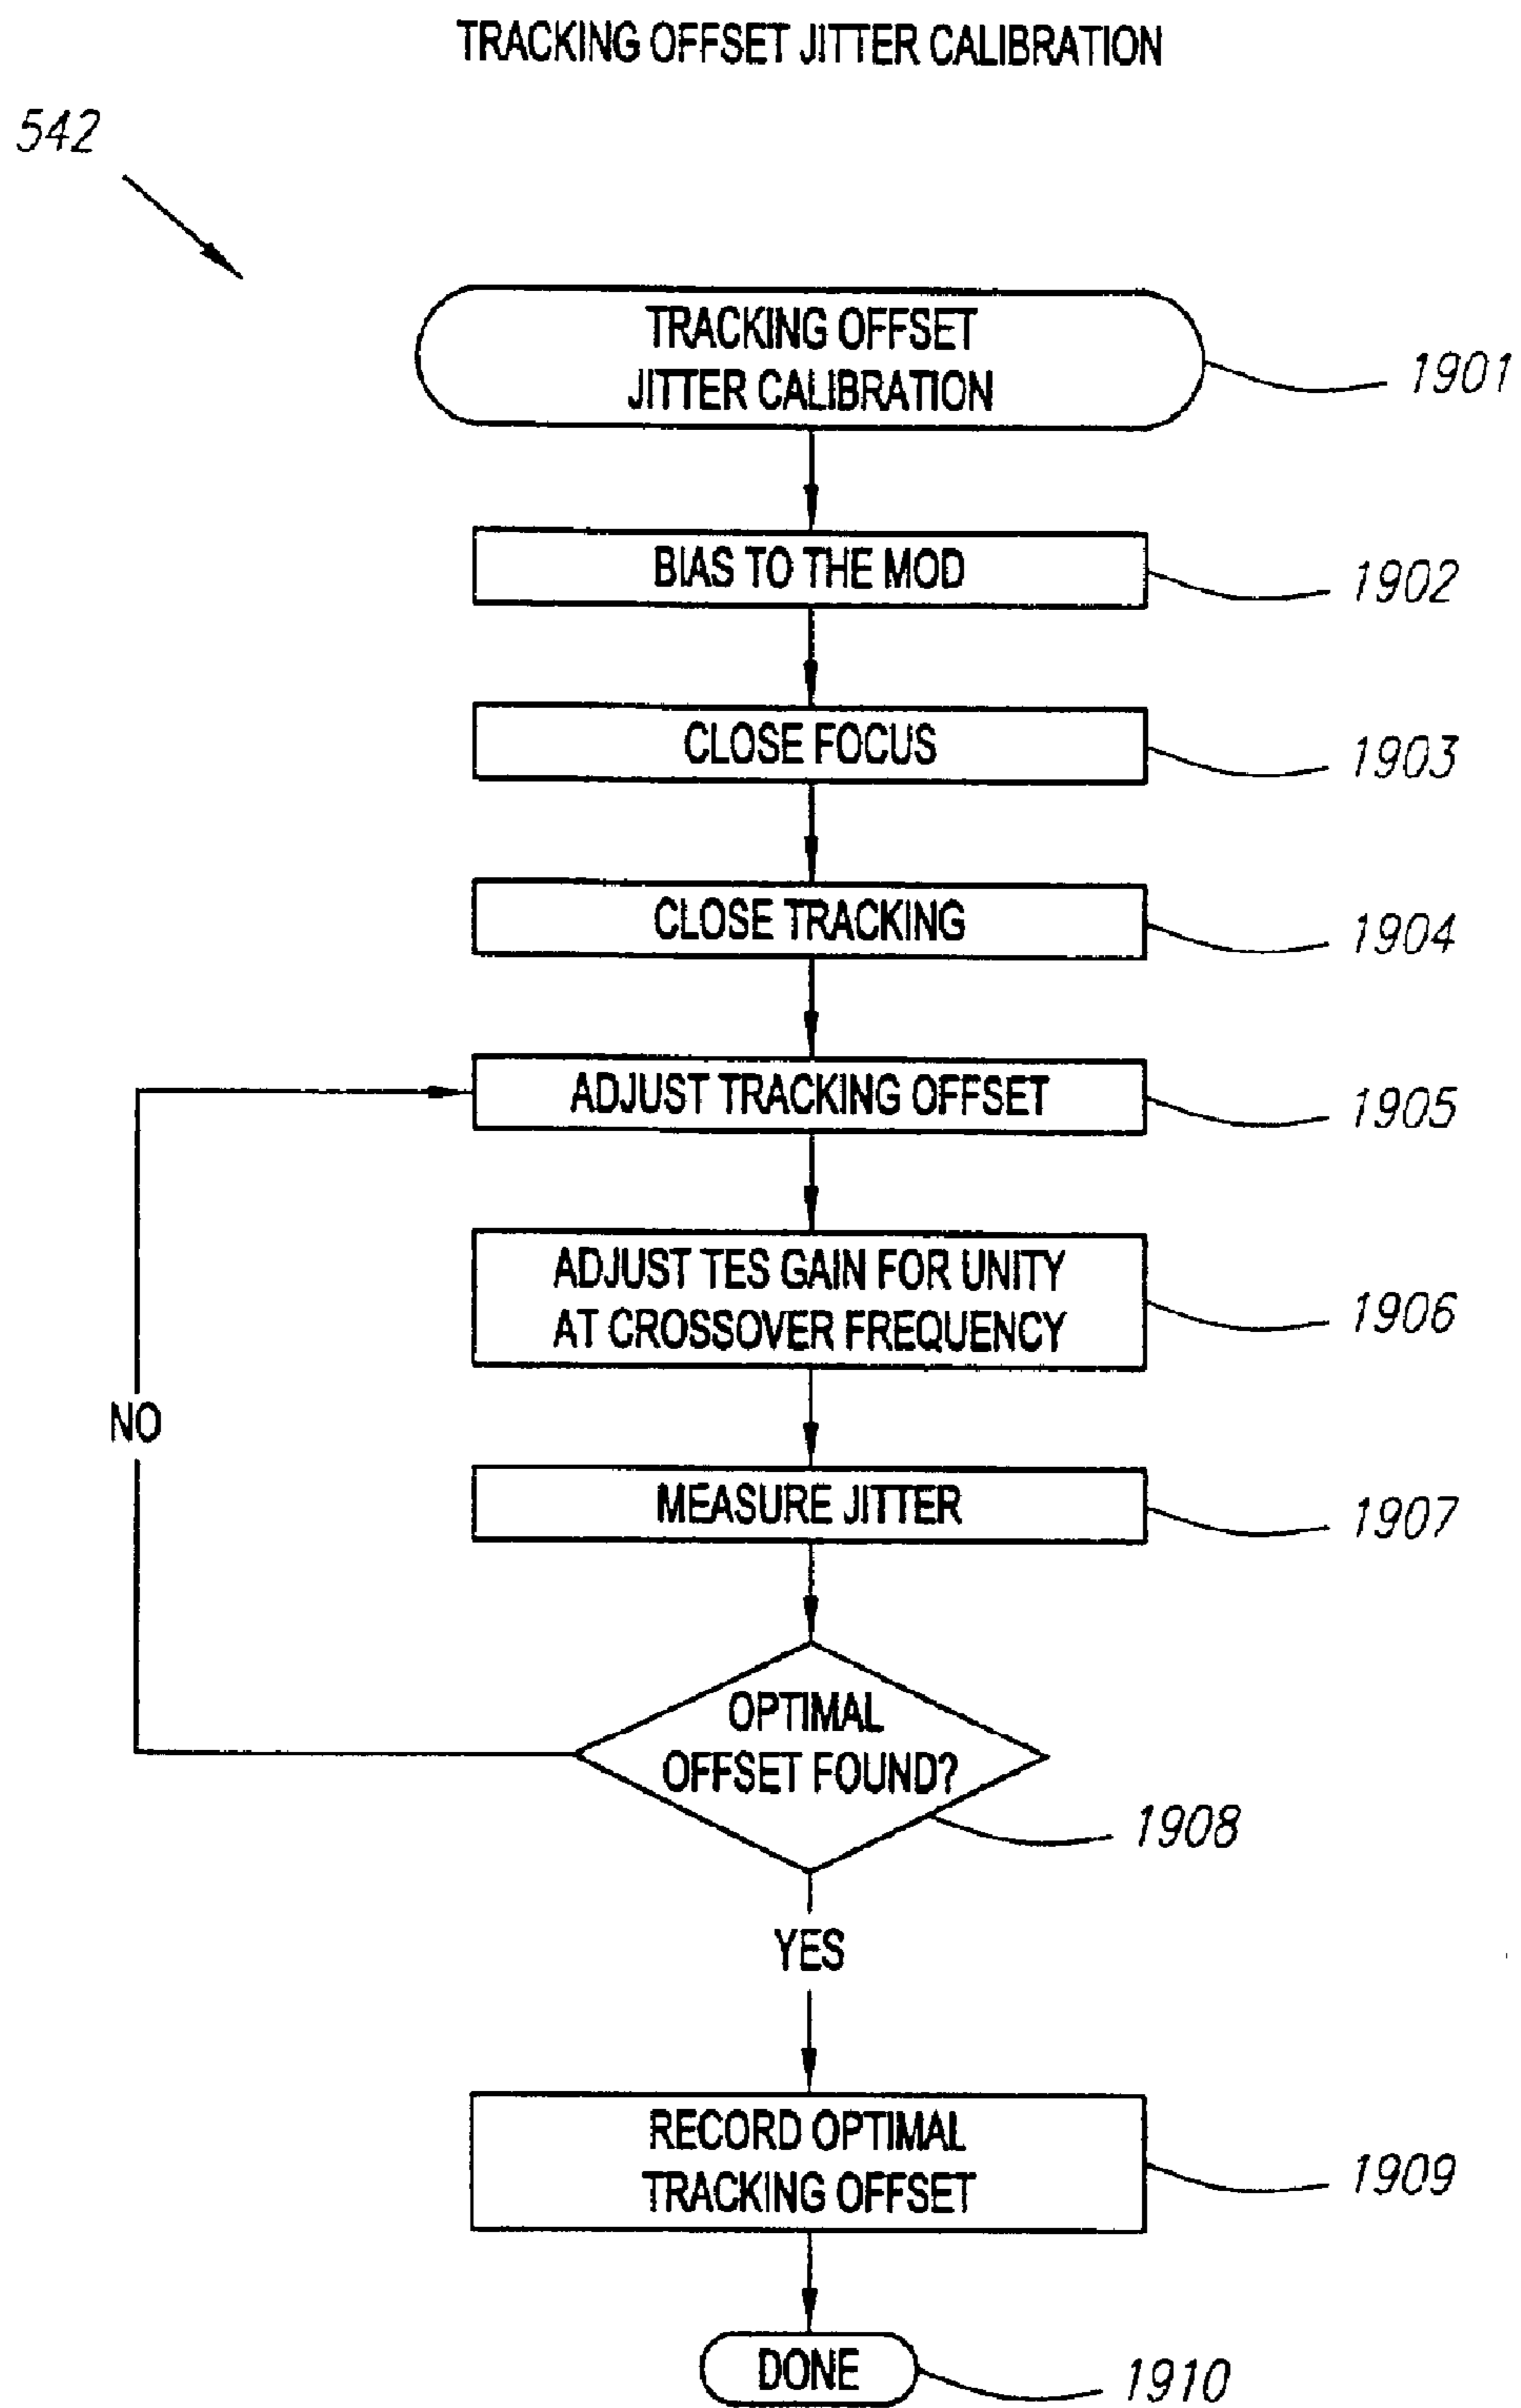 TRACKING OFFSET JITTER CALIBRATION
542
TRACKING OFFSET
JITTER CALIBRATION
1901
BIAS TO THE MOD
1902
CLOSE FOCUS
1903
CLOSE TRACKING
1904
ADJUST TRACKING OFFSET
1905
ADJUST TES GAIN FOR UNITY
AT CROSSOVER FREQUENCY
1906
NO
MEASURE JITTER
1907
OPTIMAL
OFFSET FOUND?
1908
YES
RECORD OPTIMAL
TRACKING OFFSET
1909
DONE
1910